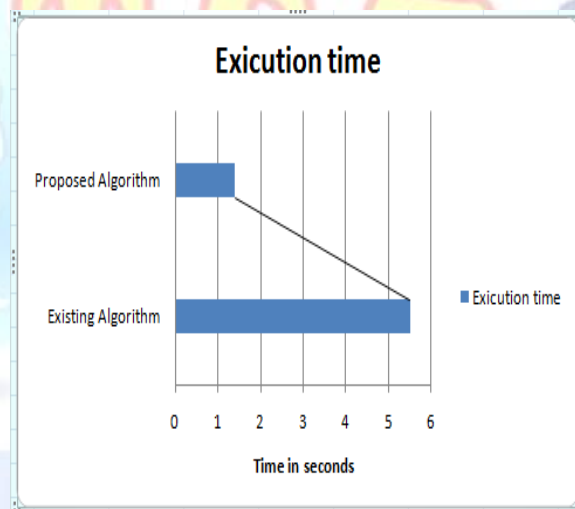 Exicution time
Proposed Algorithm
Existing Algorithm
Exicution time
0 1 2 3 4 5 6
Time in seconds